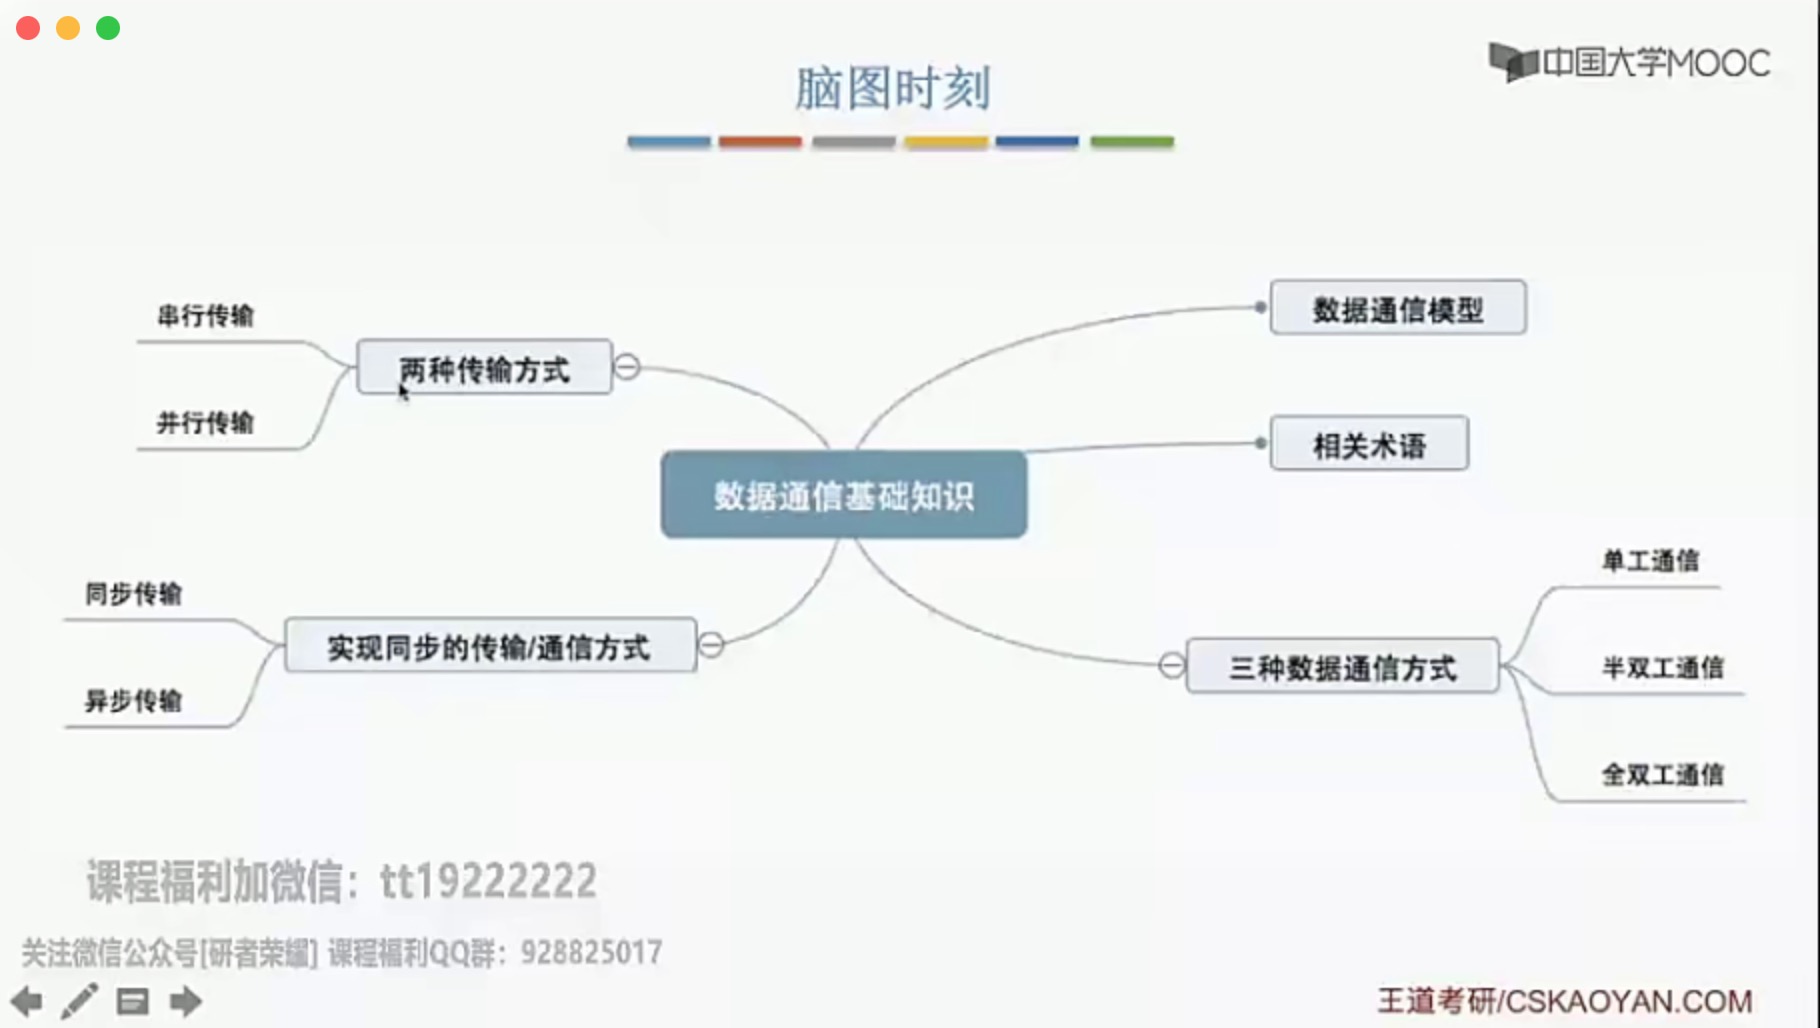 中国大学MOOC
脑图时刻
串行传输
并行传输
两种传输方式
数据通信模型
相关术语
数据通信基础知识
同步传输
异步传输
实现同步的传输/通信方式
三种数据通信方式
单工通信
半双工通信
全双工通信
课程福利加微信：tt19222222
关注微信公众号[研者荣耀] 课程福利QQ群：928825017
王道考研/CSKAOYAN.COM